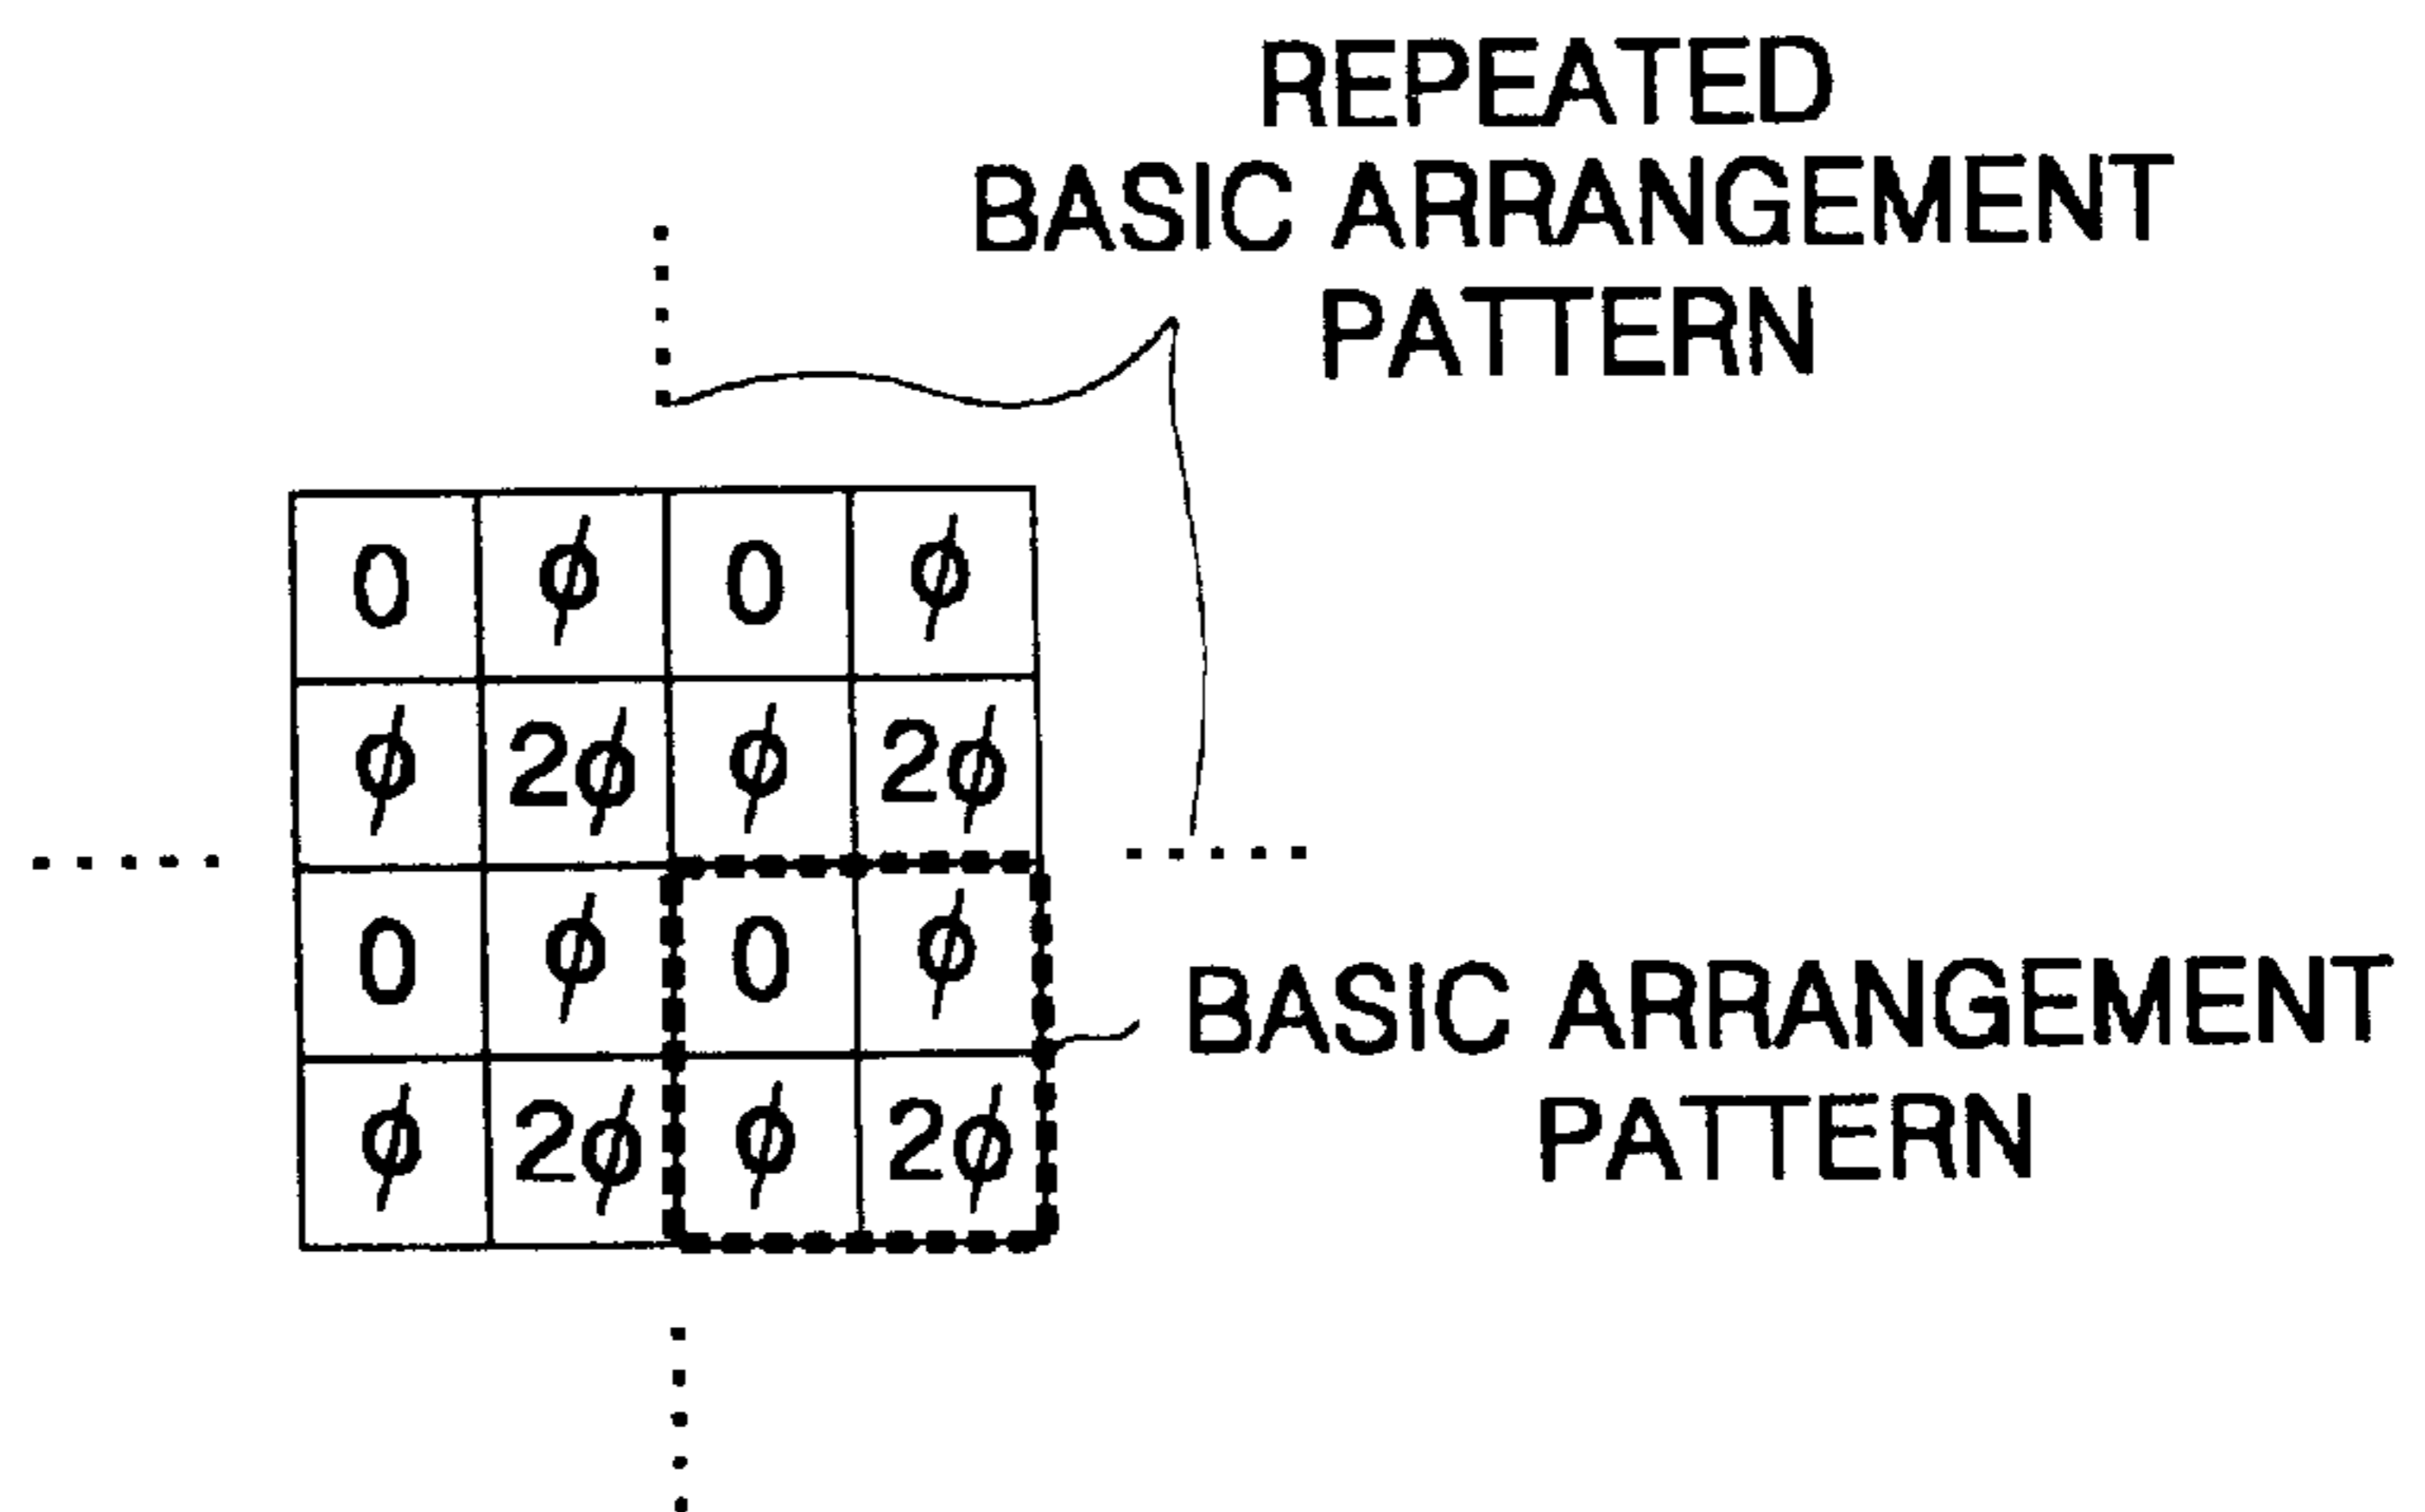 REPEATED
BASIC ARRANGEMENT
PATTERN
0 ϕ 0 ϕ
ϕ 2ϕ ϕ 2ϕ
0 ϕ 0 ϕ
ϕ 2ϕ ϕ 2ϕ
BASIC ARRANGEMENT
PATTERN